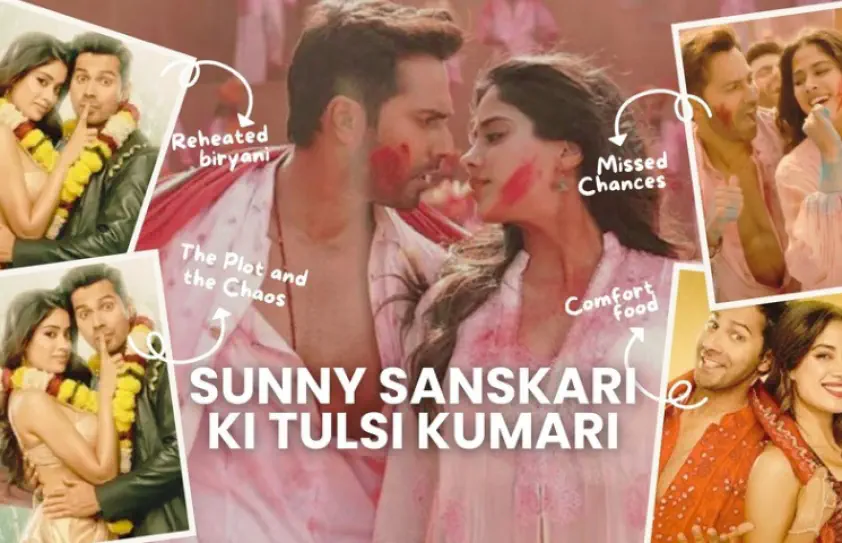 Reheated
biryani
Missed
Chances
The Plot and
the Chaos
Comfort
food
SUNNY SANSKARI
KI TULSI KUMARI